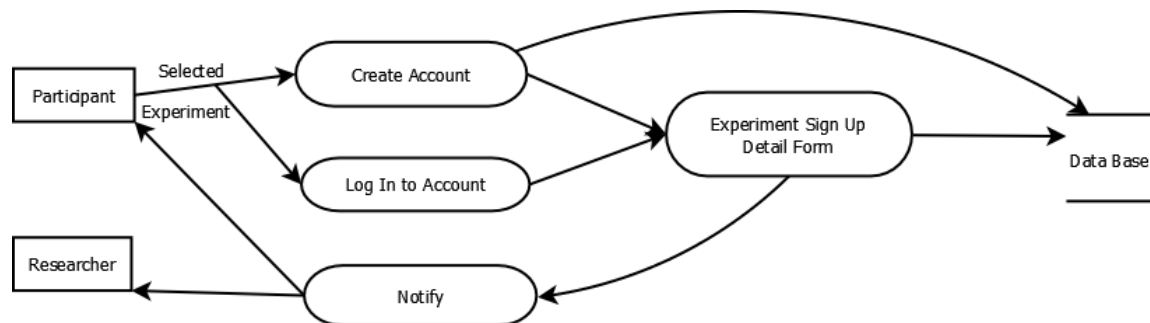 Selected
Create Account
Participant
Experiment
Experiment Sign Up
Detail Form
Data Base
Log In to Account
Researcher
Notify